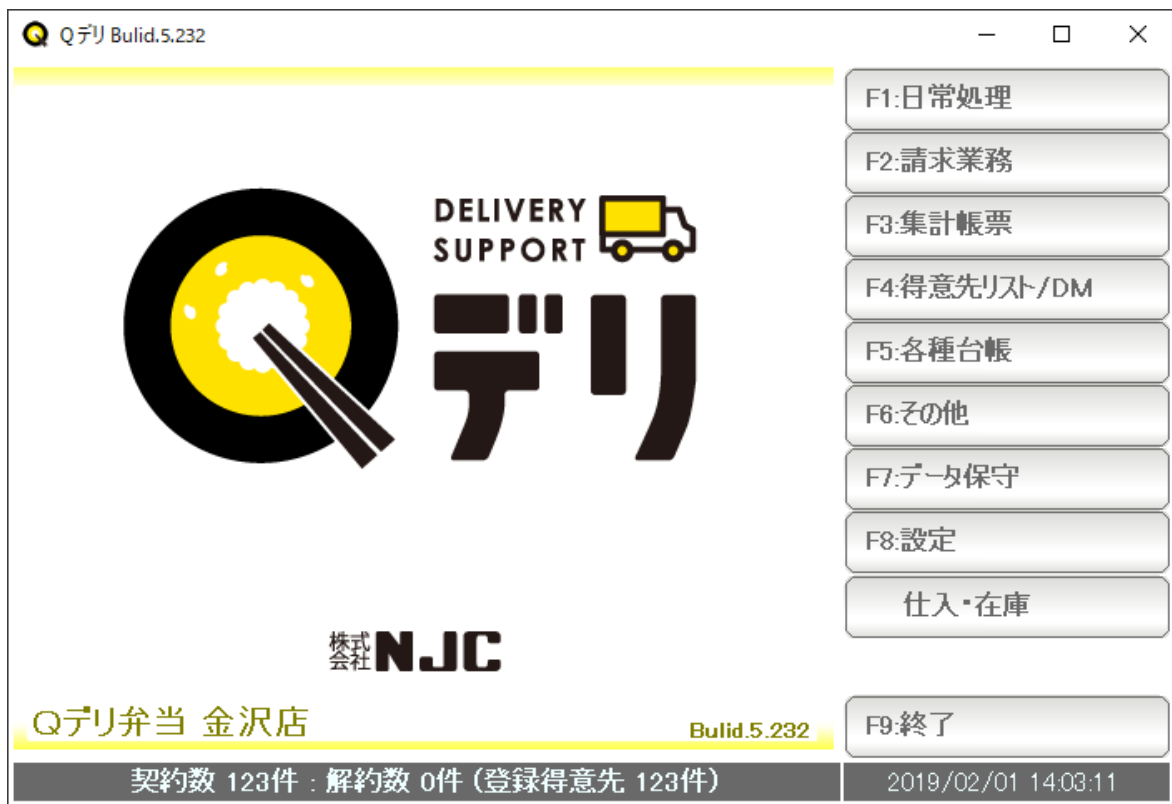 Qデリ Bulid.5.232
F1:日常処理
F2:請求業務
F3:集計帳票
F4:得意先リスト/DM
F5:各種台帳
F6:その他
F7:データ保守
F8:設定
仕入・在庫
F9:終了
DELIVERY
SUPPORT
デリ
株式会社NJC
Qデリ弁当 金沢店
Bulid.5.232
契約数 123件 : 解約数 0件 (登録得意先 123件)
2019/02/01 14:03:11